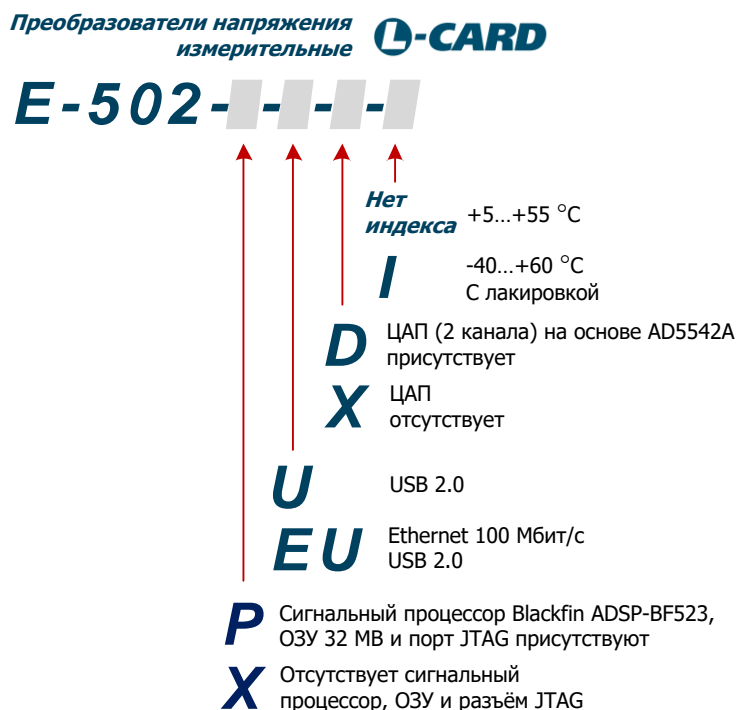 Преобразователи напряжения
измерительные
L-CARD
E-502- - - -
Нет
индекса
+5...+55 °C
I
-40...+60 °C
С лакировкой
D
ЦАП (2 канала) на основе AD5542A
присутствует
X
ЦАП
отсутствует
U
USB 2.0
EU
Ethernet 100 Мбит/с
USB 2.0
P
Сигнальный процессор Blackfin ADSP-BF523,
ОЗУ 32 MB и порт JTAG присутствуют
X
Отсутствует сигнальный
процессор, ОЗУ и разъём JTAG